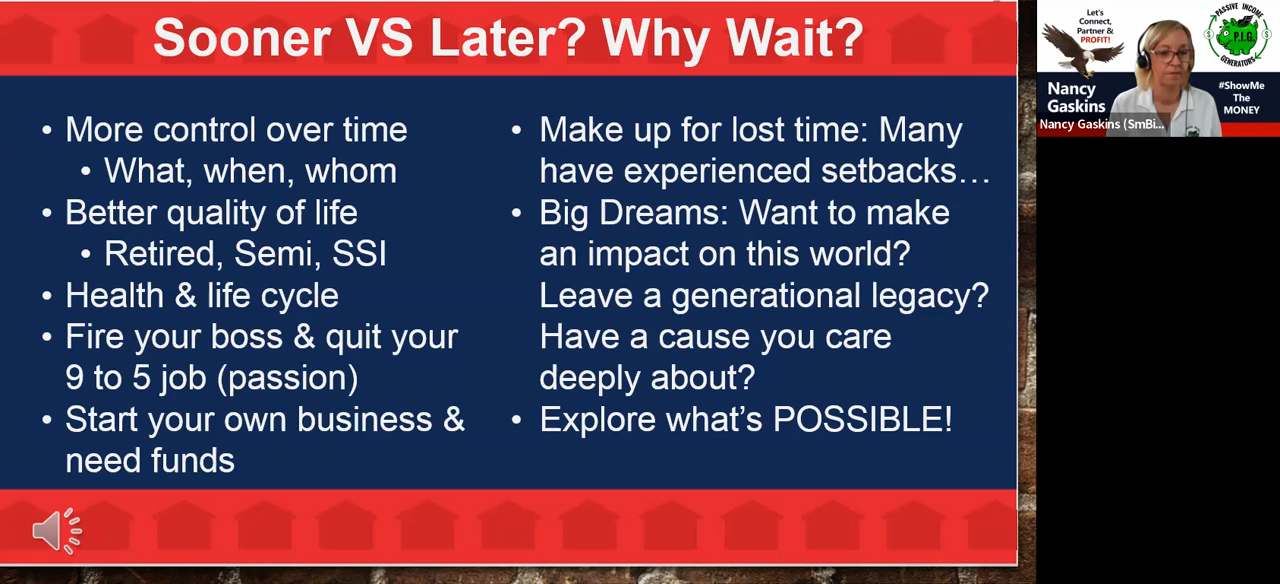 Sooner VS Later? Why Wait?
• More control over time
• What, when, whom
• Better quality of life
• Retired, Semi, SSI
• Health & life cycle
• Fire your boss & quit your
9 to 5 job (passion)
• Start your own business &
need funds
• Make up for lost time: Many
have experienced setbacks…
• Big Dreams: Want to make
an impact on this world?
Leave a generational legacy?
Have a cause you care
deeply about?
• Explore what's POSSIBLE!
Let's
Connect,
Partner &
PROFIT!
PASSIVE INCOME
P.I.G.
GENERATORS
Nancy
Gaskins
#ShowMe
The
MONEY
Nancy Gaskins (SmBi...